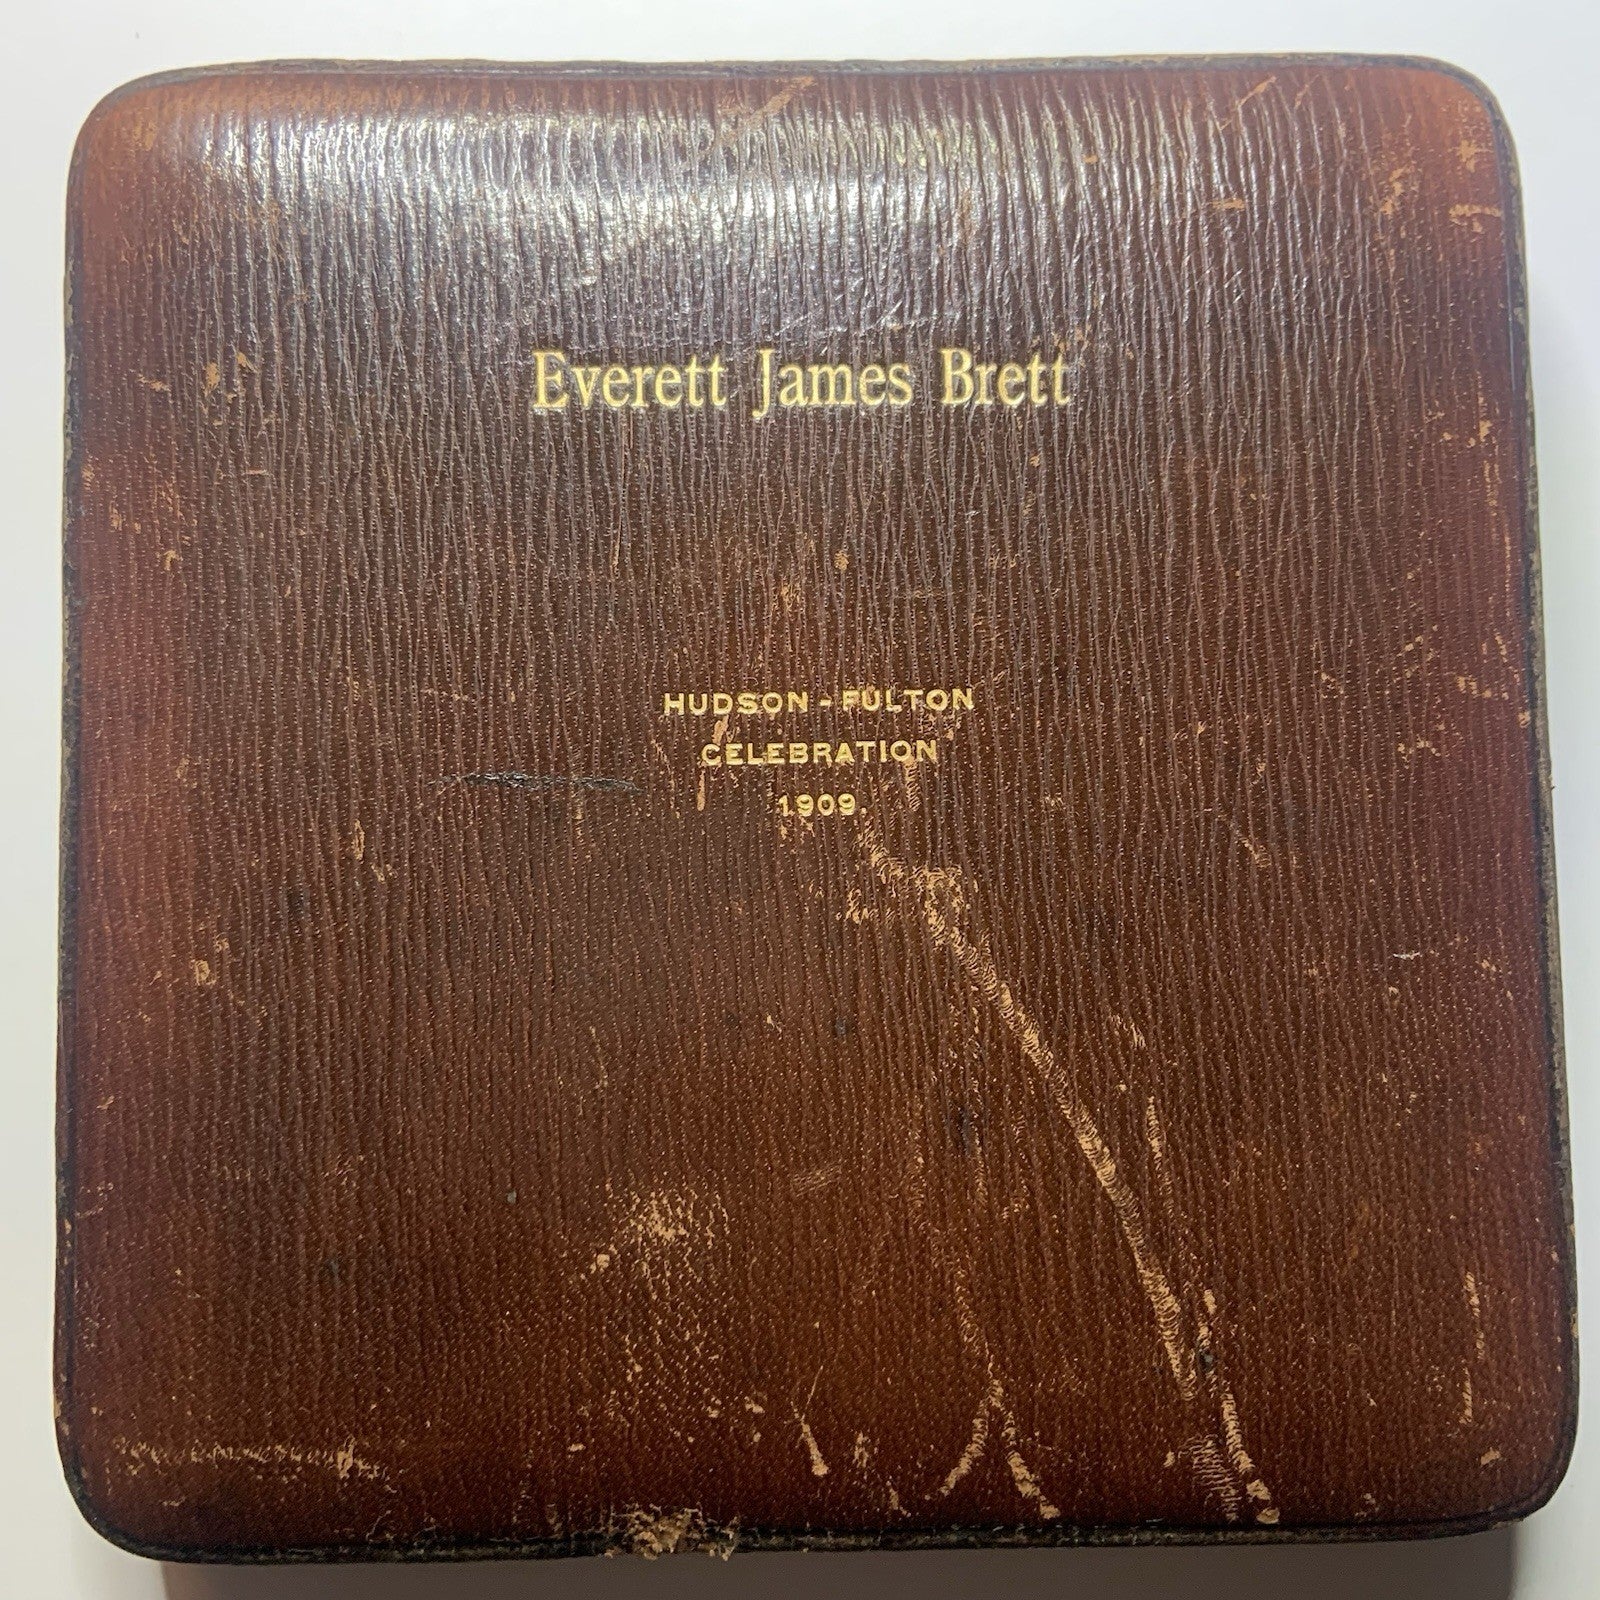 Everett James Brett
HUDSON - FULTON
CELEBRATION
1909.